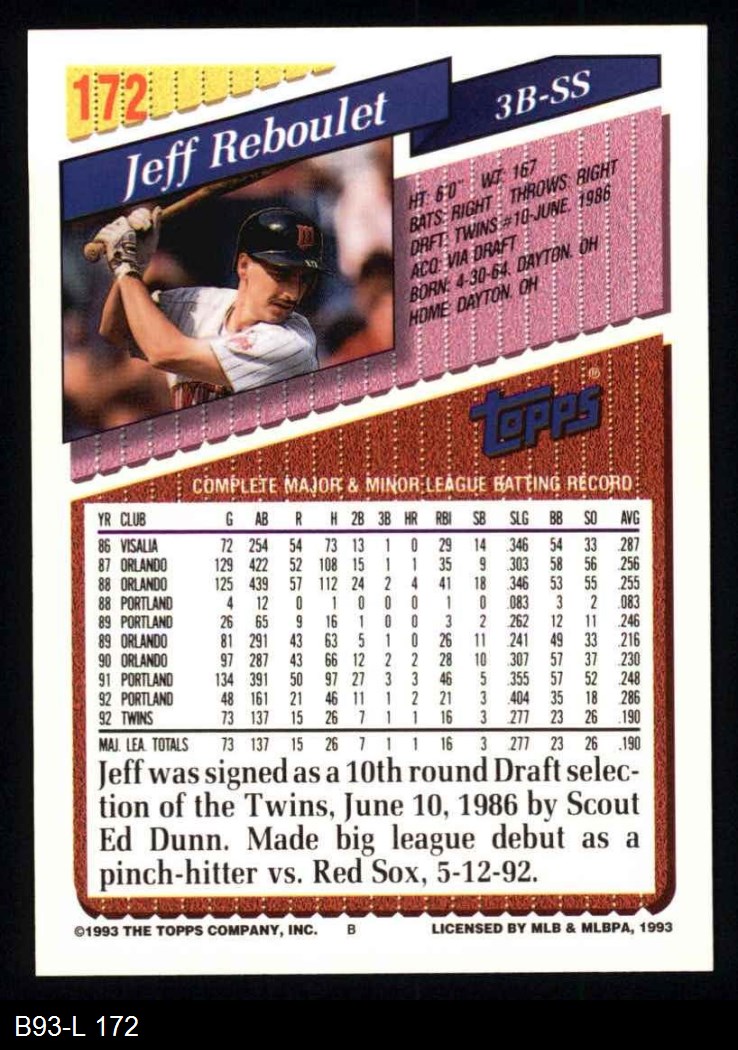 172
Jeff Reboulet
3B-SS
HT: 6'0" WT: 167
BATS: RIGHT THROWS: RIGHT
DRFT: TWINS #10-JUNE, 1986
ACQ: VIA DRAFT
BORN: 4-30-64, DAYTON, OH
HOME: DAYTON, OH
TOPPS®
COMPLETE MAJOR & MINOR LEAGUE BATTING RECORD
YR CLUB G AB R H 2B 3B HR RBI SB SLG BB SO AVG
86 VISALIA 72 254 54 73 13 1 0 29 14 .346 54 33 .287
87 ORLANDO 129 422 52 108 15 1 1 35 9 .303 58 56 .256
88 ORLANDO 125 439 57 112 24 2 4 41 18 .346 53 55 .255
88 PORTLAND 4 12 0 1 0 0 0 1 0 .083 3 2 .083
89 PORTLAND 26 65 9 16 1 0 0 3 2 .262 12 11 .246
89 ORLANDO 81 291 43 63 5 1 0 26 11 .241 49 33 .216
90 ORLANDO 97 287 43 66 12 2 2 28 10 .307 57 37 .230
91 PORTLAND 134 391 50 97 27 3 3 46 5 .355 57 52 .248
92 PORTLAND 48 161 21 46 11 1 2 21 3 .404 35 18 .286
92 TWINS 73 137 15 26 7 1 1 16 3 .277 23 26 .190
MAJ. LEA. TOTALS 73 137 15 26 7 1 1 16 3 .277 23 26 .190
Jeff was signed as a 10th round Draft selec-
tion of the Twins, June 10, 1986 by Scout
Ed Dunn. Made big league debut as a
pinch-hitter vs. Red Sox, 5-12-92.
©1993 THE TOPPS COMPANY, INC. B LICENSED BY MLB & MLBPA, 1993
B93-L 172